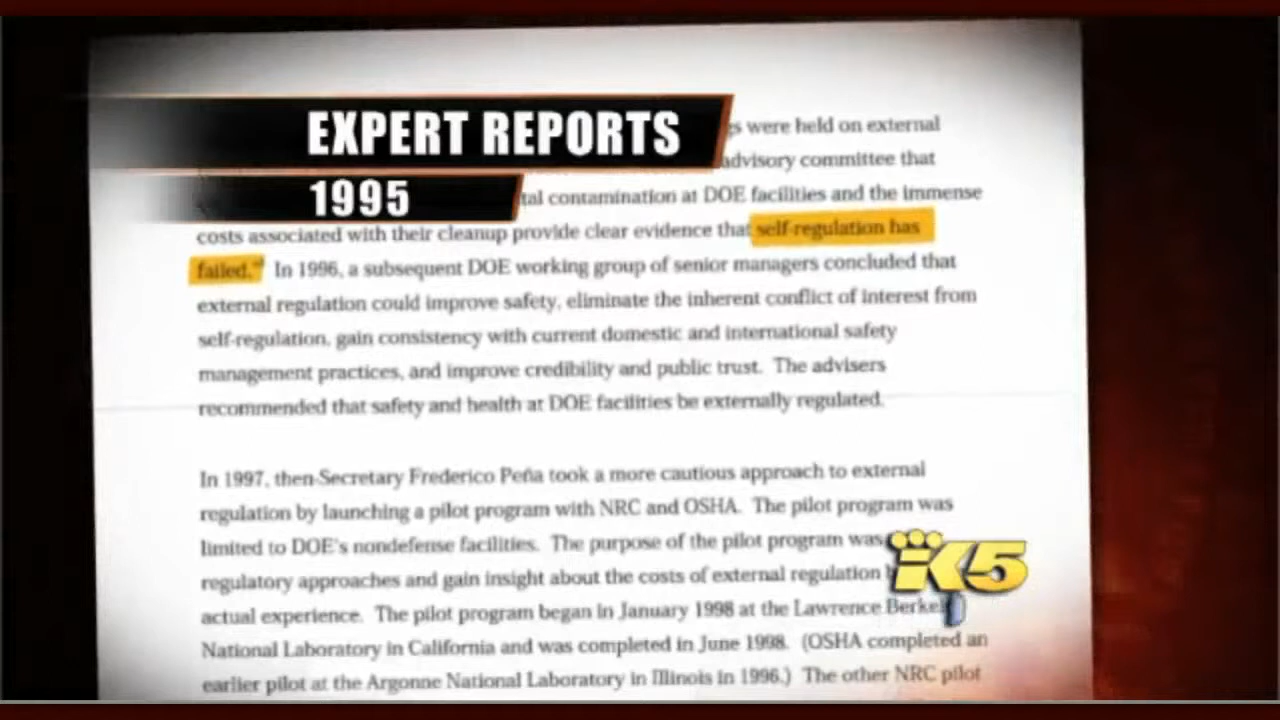 EXPERT REPORTS
1995
were held on external
advisory committee that
contamination at DOE facilities and the immense
costs associated with their cleanup provide clear evidence that self-regulation has
failed." In 1996, a subsequent DOE working group of senior managers concluded that
external regulation could improve safety, eliminate the inherent conflict of interest from
self-regulation, gain consistency with current domestic and international safety
management practices, and improve credibility and public trust. The advisers
recommended that safety and health at DOE facilities be externally regulated.
In 1997, then-Secretary Frederico Peña took a more cautious approach to external
regulation by launching a pilot program with NRC and OSHA. The pilot program was
limited to DOE's nondefense facilities. The purpose of the pilot program was
regulatory approaches and gain insight about the costs of external regulation
actual experience. The pilot program began in January 1998 at the Lawrence
National Laboratory in California and was completed in June 1998. (OSHA completed an
earlier pilot at the Argonne National Laboratory in Illinois in 1996.) The other NRC pilot
K5